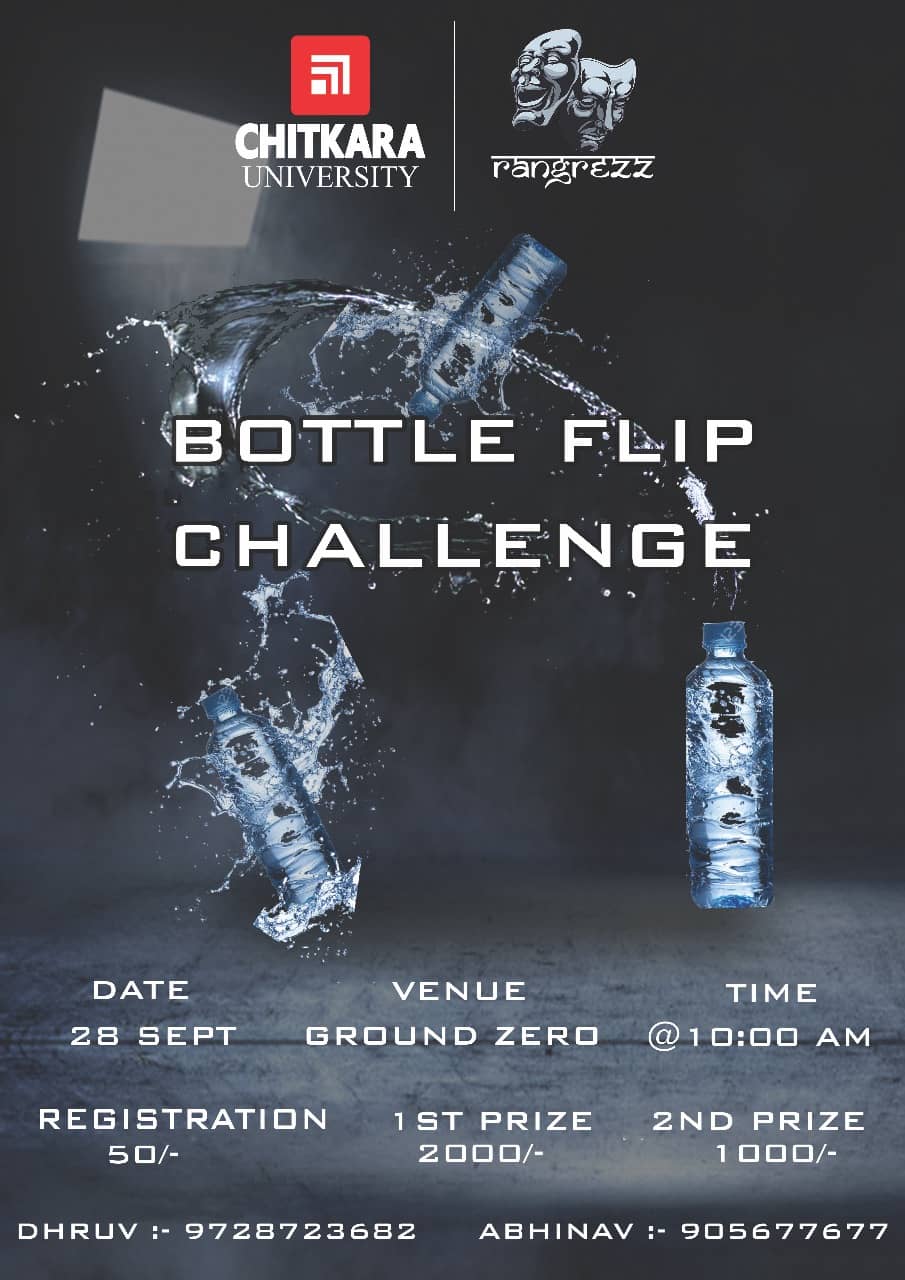 CHITKARA
UNIVERSITY
rangrezz
BOTTLE FLIP
CHALLENGE
DATE
28 SEPT
VENUE
GROUND ZERO
TIME
@10:00 AM
REGISTRATION
50/-
1ST PRIZE
2000/-
2ND PRIZE
1000/-
DHRUV :- 9728723682
ABHINAV :- 905677677